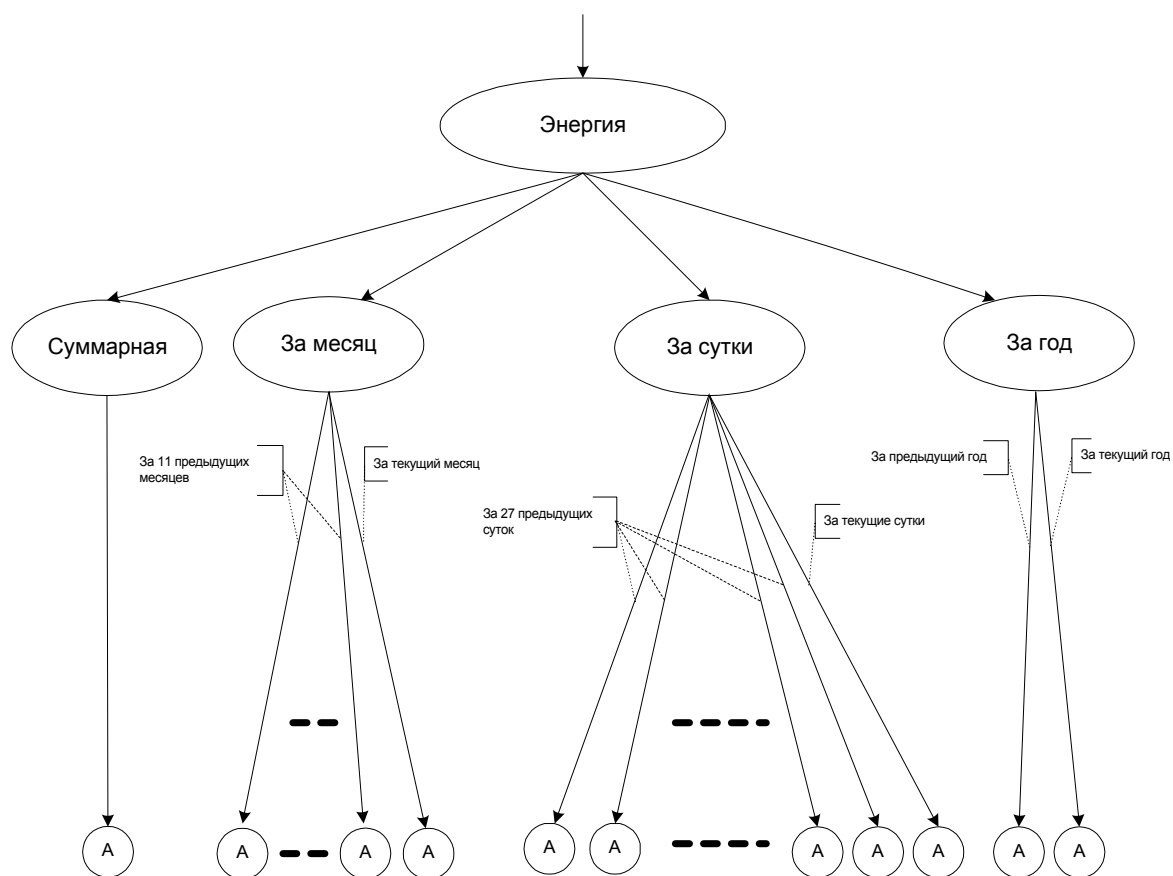 Энергия
Суммарная
За месяц
За сутки
За год
За 11 предыдущих
месяцев
За текущий месяц
За предыдущий год
За текущий год
За 27 предыдущих
суток
За текущие сутки
А
А
А
А
А
А
А
А
А
А
А